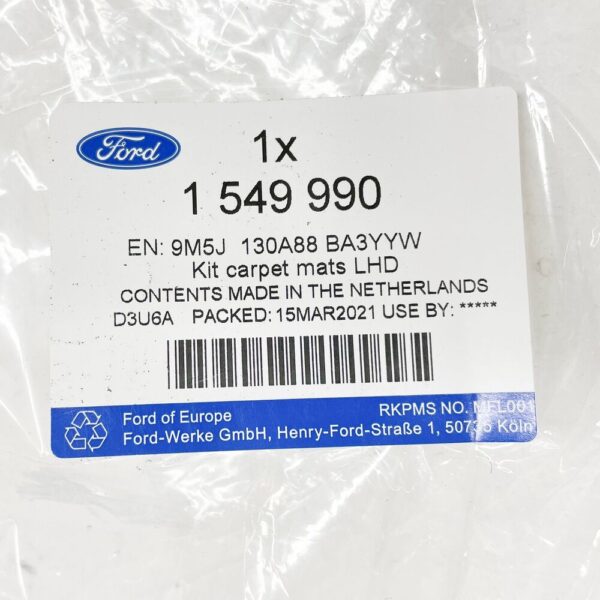 Ford
1x
1 549 990
EN: 9M5J 130A88 BA3YYW
Kit carpet mats LHD
CONTENTS MADE IN THE NETHERLANDS
D3U6A PACKED: 15MAR2021 USE BY: *****
Ford of Europe
RKPMS NO. MFL001
Ford-Werke GmbH, Henry-Ford-Straße 1, 50735 Köln